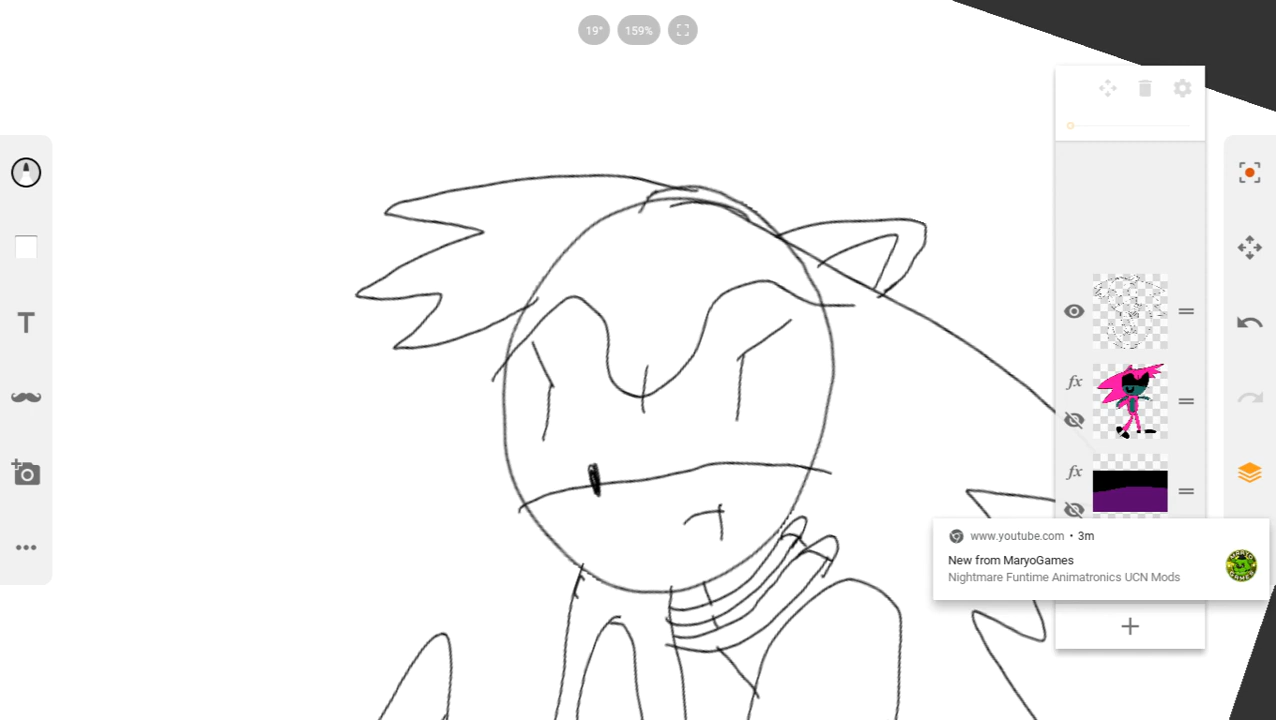 19°
159%
T
fx
fx
www.youtube.com • 3m
New from MaryoGames
Nightmare Funtime Animatronics UCN Mods